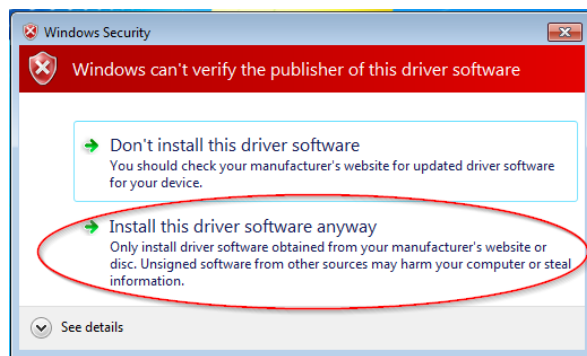 Windows Security
Windows can't verify the publisher of this driver software
Don't install this driver software
You should check your manufacturer's website for updated driver software
for your device.
Install this driver software anyway
Only install driver software obtained from your manufacturer's website or
disc. Unsigned software from other sources may harm your computer or steal
information.
See details